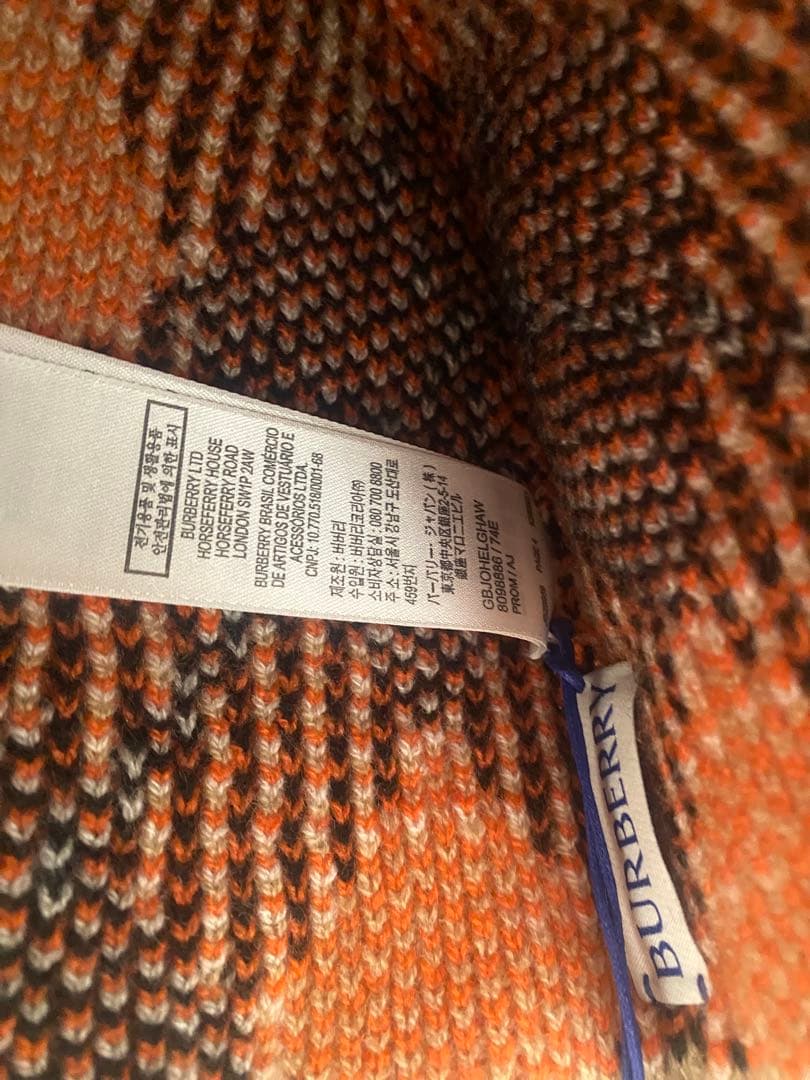 전기용품 및 생활용품
안전관리법에 의한 표시
BURBERRY LTD
HORSEFERRY HOUSE
HORSEFERRY ROAD
LONDON SW1P 2AW
BURBERRY BRASIL COMÉRCIO
DE ARTIGOS DE VESTUÁRIO E
ACESSÓRIOS LTDA.
CNPJ: 10.770.518/0001-68
제조원 : 버버리
수입원 : 버버리코리아㈜
소비자상담실 : 080 700 8800
주 소 : 서울시 강남구 도산대로
459번지
バーバリー・ジャパン(株)
東京都中央区銀座2-5-14
銀座マロニエビル
GBJOHELGHAW
8098886 / 74E
PROM / AJ
PAGE 4
BURBERRY